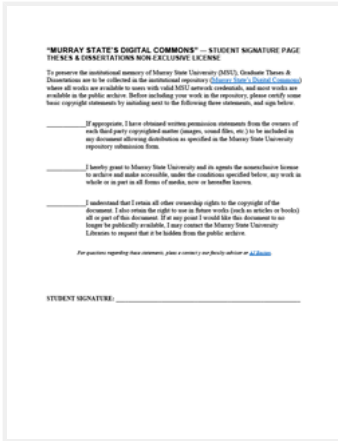 "MURRAY STATE'S DIGITAL COMMONS" — STUDENT SIGNATURE PAGE
THESES & DISSERTATIONS NON-EXCLUSIVE LICENSE
To preserve the institutional memory of Murray State University (MSU), Graduate Theses &
Dissertations are to be collected in the institutional repository (Murray State's Digital Commons)
where all works are available to users with valid MSU network credentials, and most works are
available in the public archive. Before including your work in the repository, please certify some
basic copyright statements by initialing next to the following three statements, and sign below.
____________If appropriate, I have obtained written permission statements from the owners of
each third party copyrighted matter (images, sound files, etc.) to be included in
my document allowing distribution as specified in the Murray State University
repository submission form.
____________I hereby grant to Murray State University and its agents the nonexclusive license
to archive and make accessible, under the conditions specified below, my work in
whole or in part in all forms of media, now or hereafter known.
____________I understand that I retain all other ownership rights to the copyright of the
document. I also retain the right to use in future works (such as articles or books)
all or part of this document. If at any point I would like this document to no
longer be publically available, I may contact the Murray State University
Libraries to request that it be hidden from the public archive.
For questions regarding these statements, please contact your faculty advisor or
STUDENT SIGNATURE: ____________________________________________